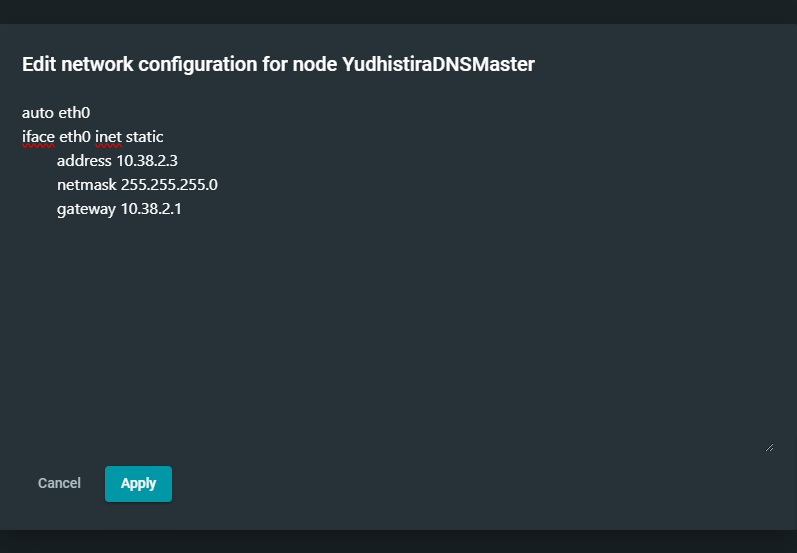 Edit network configuration for node YudhistiraDNSMaster
auto eth0
iface eth0 inet static
address 10.38.2.3
netmask 255.255.255.0
gateway 10.38.2.1
Cancel
Apply